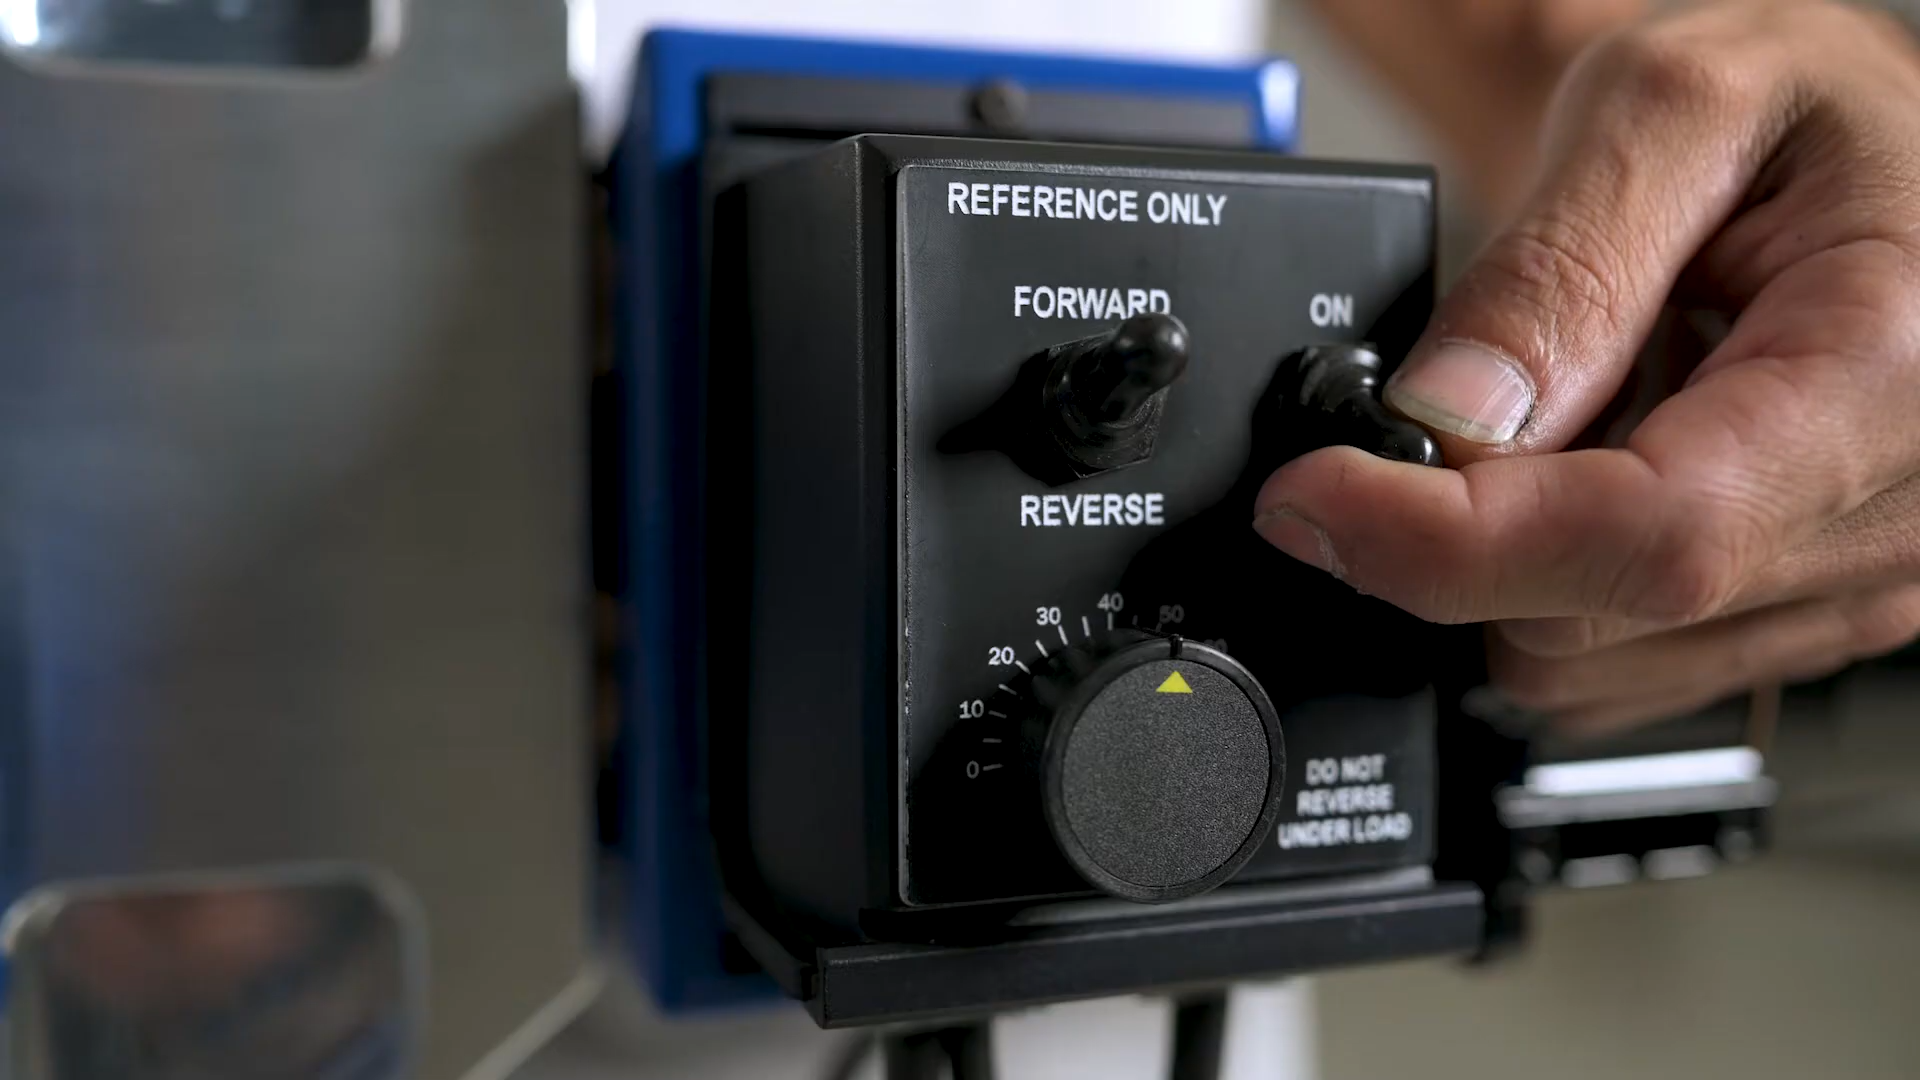 REFERENCE ONLY
FORWARD
ON
REVERSE
0
10
20
30
40
50
DO NOT
REVERSE
UNDER LOAD